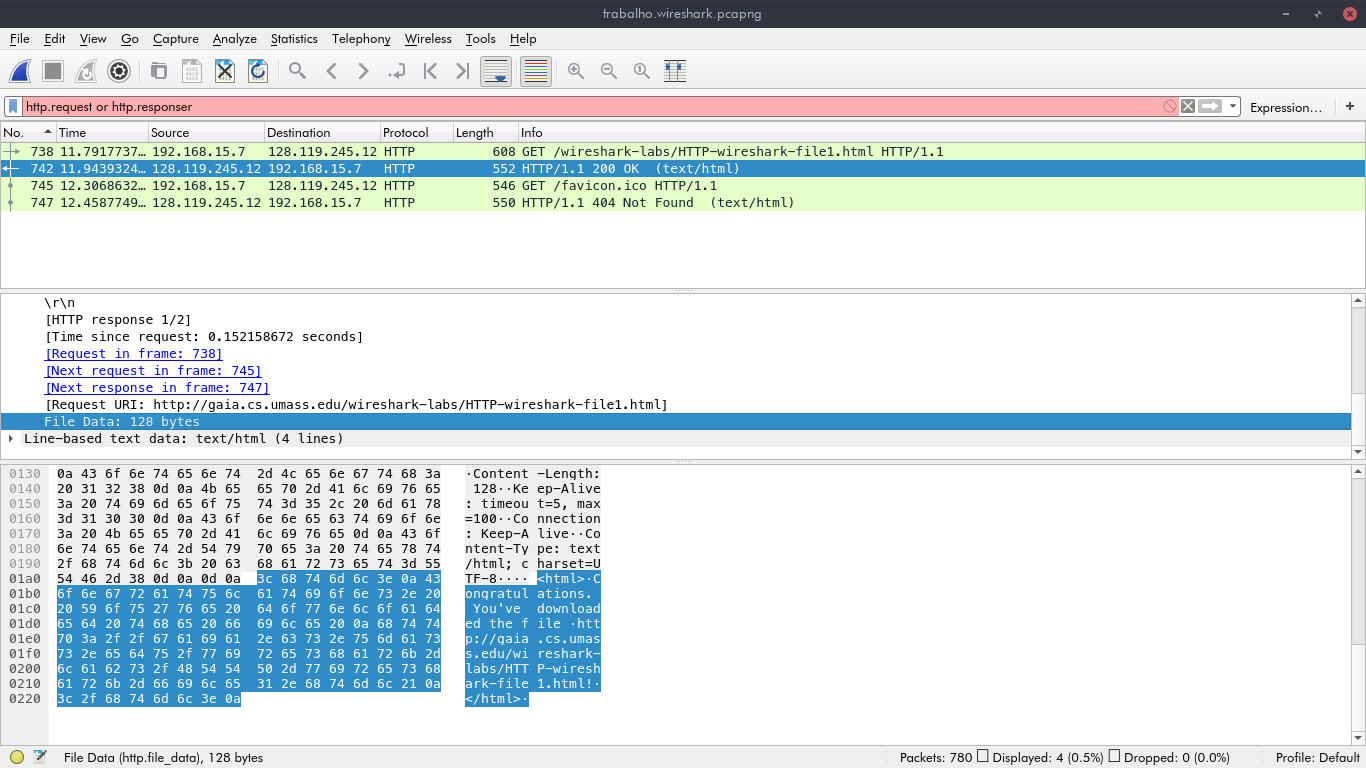 trabalho.wireshark.pcapng
File Edit View Go Capture Analyze Statistics Telephony Wireless Tools Help
http.request or http.responser Expression… +
No. Time Source Destination Protocol Length Info
738 11.7917737… 192.168.15.7 128.119.245.12 HTTP 608 GET /wireshark-labs/HTTP-wireshark-file1.html HTTP/1.1
742 11.9439324… 128.119.245.12 192.168.15.7 HTTP 552 HTTP/1.1 200 OK (text/html)
745 12.3068632… 192.168.15.7 128.119.245.12 HTTP 546 GET /favicon.ico HTTP/1.1
747 12.4587749… 128.119.245.12 192.168.15.7 HTTP 550 HTTP/1.1 404 Not Found (text/html)
\r\n
[HTTP response 1/2]
[Time since request: 0.152158672 seconds]
[Request in frame: 738]
[Next request in frame: 745]
[Next response in frame: 747]
[Request URI: http://gaia.cs.umass.edu/wireshark-labs/HTTP-wireshark-file1.html]
File Data: 128 bytes
Line-based text data: text/html (4 lines)
0130 0a 43 6f 6e 74 65 6e 74 2d 4c 65 6e 67 74 68 3a ·Content -Length:
0140 20 31 32 38 0d 0a 4b 65 65 70 2d 41 6c 69 76 65 128··Ke ep-Alive
0150 3a 20 74 69 6d 65 6f 75 74 3d 35 2c 20 6d 61 78 : timeou t=5, max
0160 3d 31 30 30 0d 0a 43 6f 6e 6e 65 63 74 69 6f 6e =100··Co nnection
0170 3a 20 4b 65 65 70 2d 41 6c 69 76 65 0d 0a 43 6f : Keep-A live··Co
0180 6e 74 65 6e 74 2d 54 79 70 65 3a 20 74 65 78 74 ntent-Ty pe: text
0190 2f 68 74 6d 6c 3b 20 63 68 61 72 73 65 74 3d 55 /html; c harset=U
01a0 54 46 2d 38 0d 0a 0d 0a 3c 68 74 6d 6c 3e 0a 43 TF-8···· <html>·C
01b0 6f 6e 67 72 61 74 75 6c 61 74 69 6f 6e 73 2e 20 ongratul ations.
01c0 20 59 6f 75 27 76 65 20 64 6f 77 6e 6c 6f 61 64 You've download
01d0 65 64 20 74 68 65 20 66 69 6c 65 20 0a 68 74 74 ed the f ile ·htt
01e0 70 3a 2f 2f 67 61 69 61 2e 63 73 2e 75 6d 61 73 p://gaia .cs.umas
01f0 73 2e 65 64 75 2f 77 69 72 65 73 68 61 72 6b 2d s.edu/wi reshark-
0200 6c 61 62 73 2f 48 54 54 50 2d 77 69 72 65 73 68 labs/HTT P-wiresh
0210 61 72 6b 2d 66 69 6c 65 31 2e 68 74 6d 6c 21 0a ark-file 1.html!·
0220 3c 2f 68 74 6d 6c 3e 0a </html>·
File Data (http.file_data), 128 bytes Packets: 780 Displayed: 4 (0.5%) Dropped: 0 (0.0%) Profile: Default